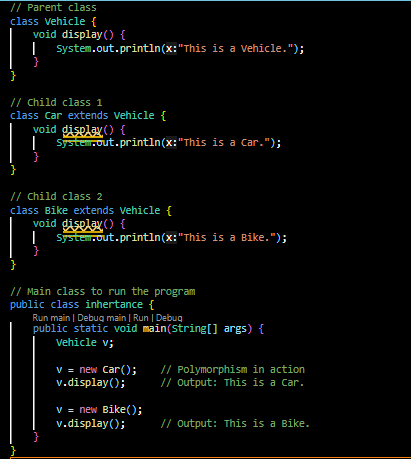 // Parent class
class Vehicle {
    void display() {
        System.out.println(x:"This is a Vehicle.");
    }
}

// Child class 1
class Car extends Vehicle {
    void display() {
        System.out.println(x:"This is a Car.");
    }
}

// Child class 2
class Bike extends Vehicle {
    void display() {
        System.out.println(x:"This is a Bike.");
    }
}

// Main class to run the program
public class inhertance {
    Run main | Debug main | Run | Debug
    public static void main(String[] args) {
        Vehicle v;

        v = new Car();    // Polymorphism in action
        v.display();      // Output: This is a Car.

        v = new Bike();
        v.display();      // Output: This is a Bike.
    }
}